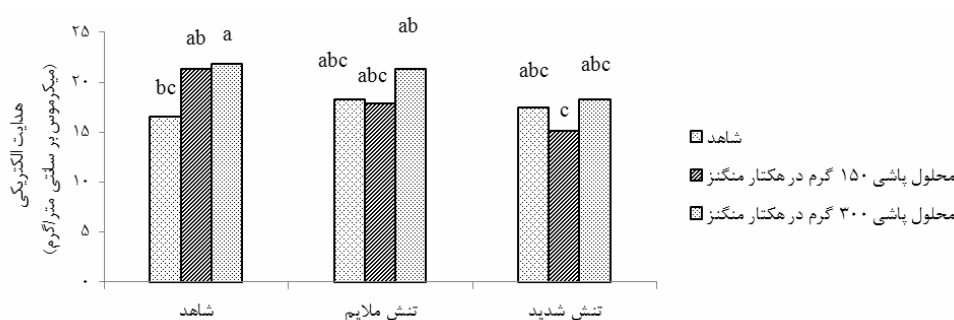 هدایت الکتریکی
(میکرموس بر سانتی متر/گرم)
۲۵
۲۰
۱۵
۱۰
۵
۰
bc
ab
a
abc
abc
ab
abc
c
abc
شاهد
تنش ملایم
تنش شدید
شاهد
محلول پاشی ۱۵۰ گرم در هکتار منگنز
محلول پاشی ۳۰۰ گرم در هکتار منگنز